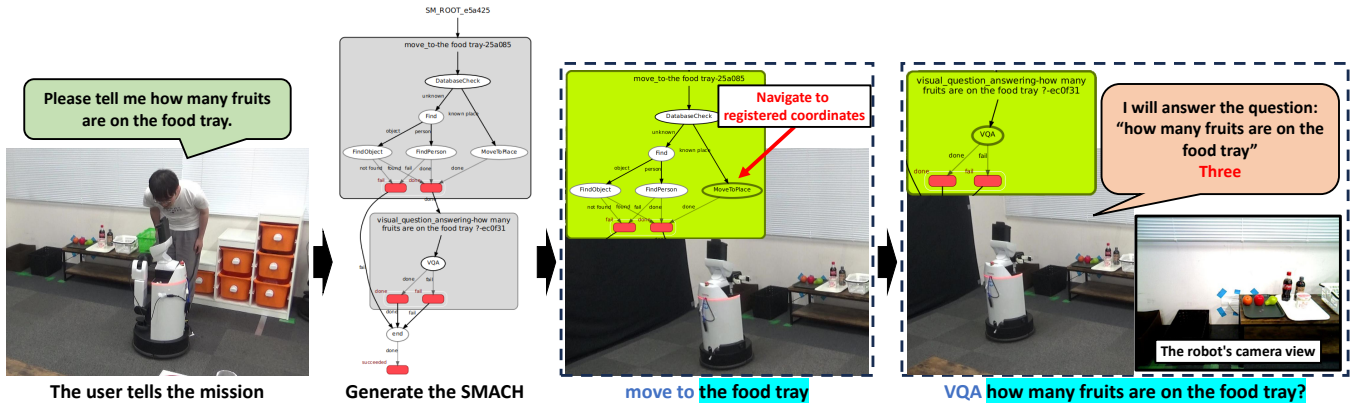 Please tell me how many fruits
are on the food tray.
The user tells the mission
SM_ROOT_e5a425
move_to-the food tray-25a085
DatabaseCheck
unknown
Find
known place
object
person
FindObject
FindPerson
MoveToPlace
not found
found
fail
done
done
fail
done
visual_question_answering-how many
fruits are on the food tray ?-ec0f31
VQA
done
fail
done
fail
fail
done
fail
end
done
succeeded
Generate the SMACH
move_to-the food tray-25a085
DatabaseCheck
Navigate to
registered coordinates
unknown
Find
known place
object
person
FindObject
FindPerson
MoveToPlace
not found
found
fail
done
done
fail
done
move to the food tray
visual_question_answering-how many
fruits are on the food tray ?-ec0f31
VQA
done
fail
done
fail
I will answer the question:
“how many fruits are on the
food tray”
Three
The robot's camera view
VQA how many fruits are on the food tray?